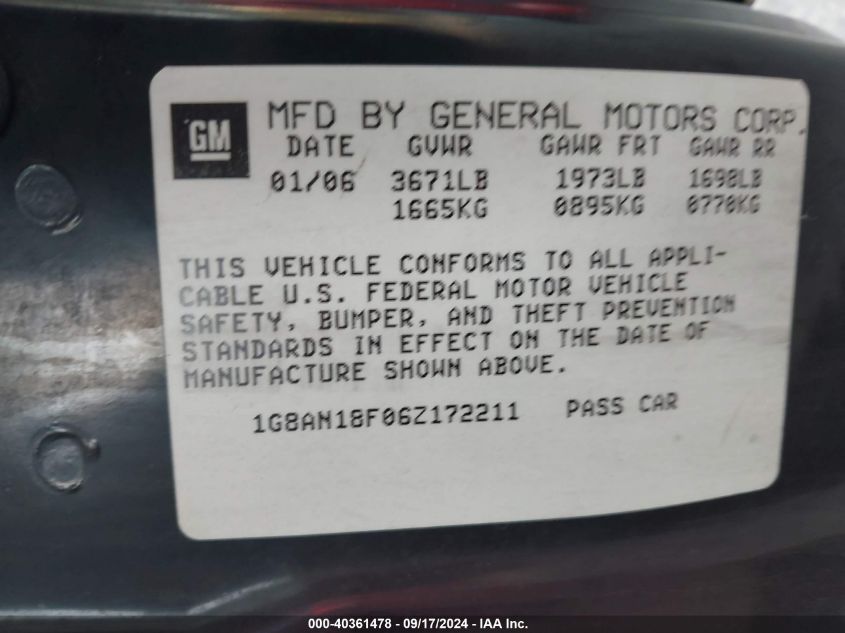 GM
MFD BY GENERAL MOTORS CORP.
DATE GVWR GAWR FRT GAWR RR
01/06 3671LB 1973LB 1698LB
1665KG 0895KG 0770KG
THIS VEHICLE CONFORMS TO ALL APPLI-
CABLE U.S. FEDERAL MOTOR VEHICLE
SAFETY, BUMPER, AND THEFT PREVENTION
STANDARDS IN EFFECT ON THE DATE OF
MANUFACTURE SHOWN ABOVE.
1G8AN18F06Z172211 PASS CAR
000-40361478 - 09/17/2024 - IAA Inc.